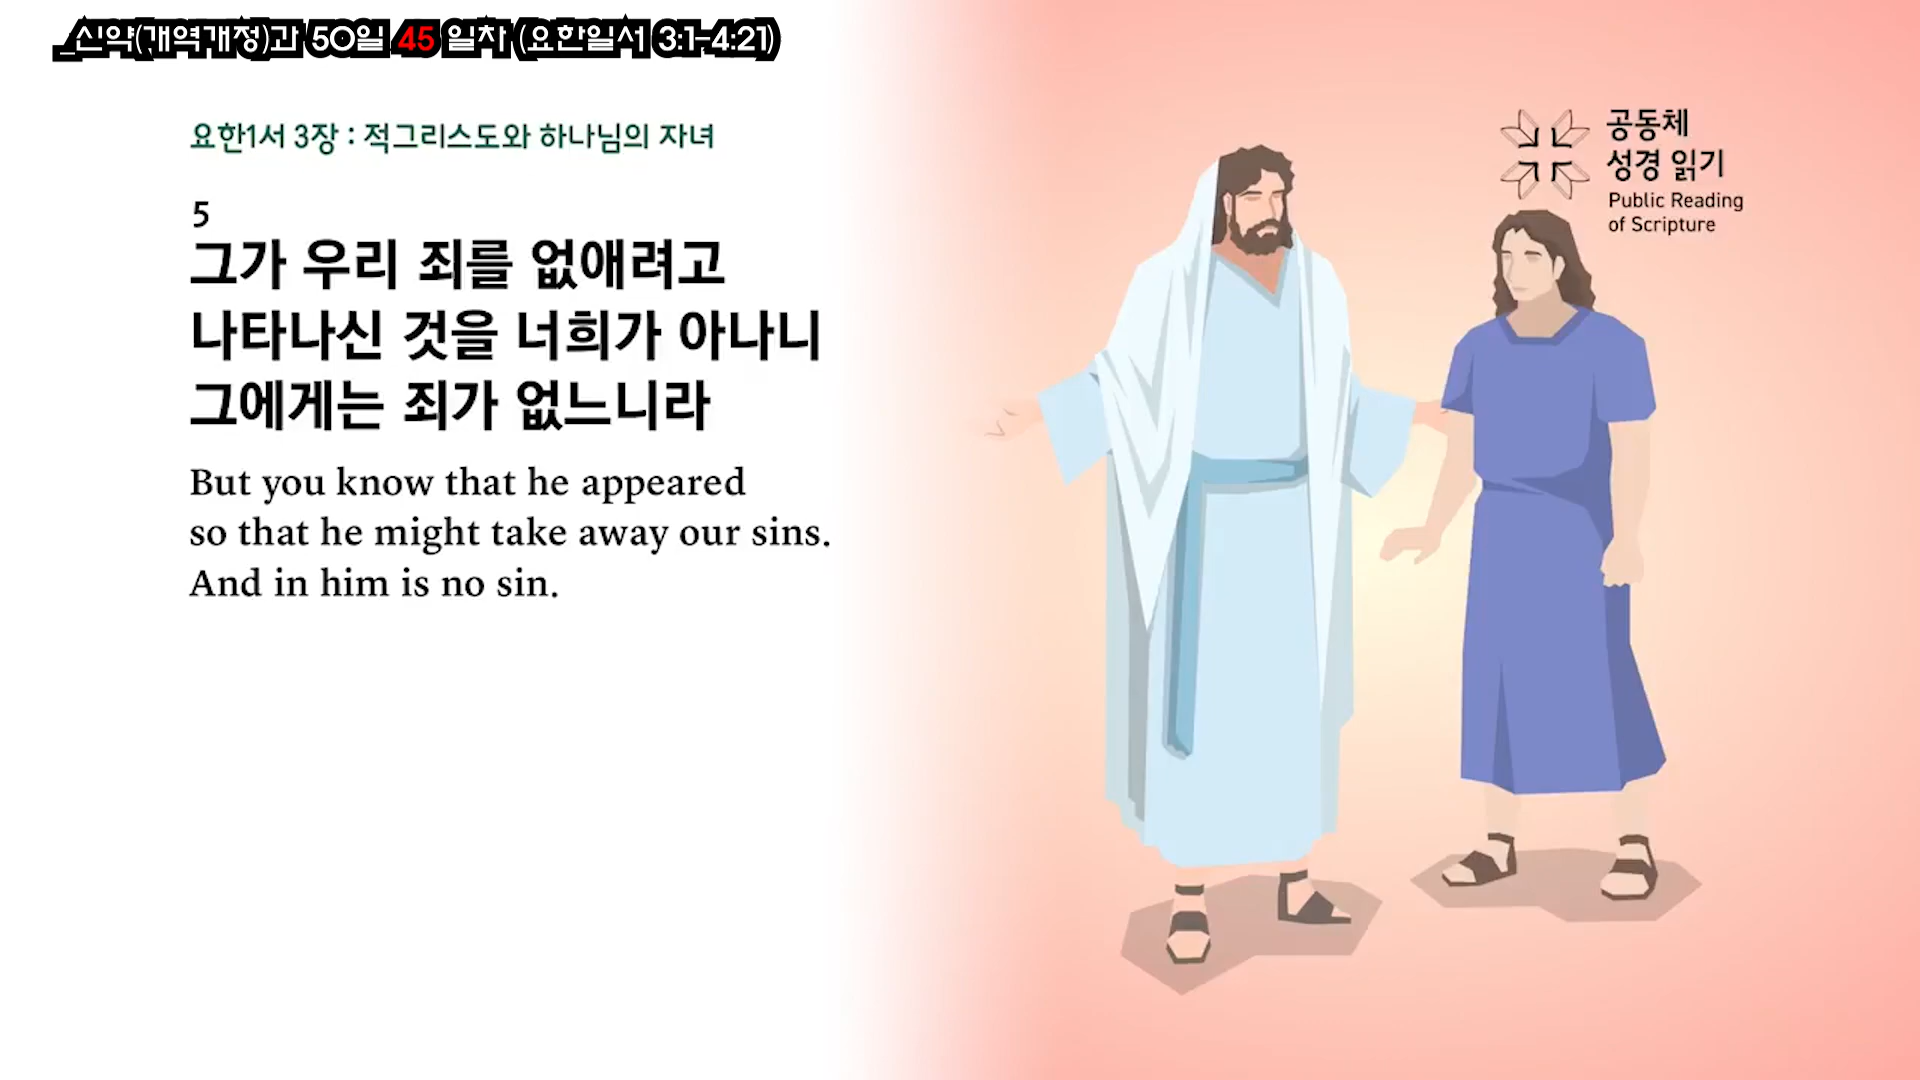 _신약(개역개정)과 50일 45 일차 (요한일서 3:1-4:21)
요한1서 3장 : 적그리스도와 하나님의 자녀
5
그가 우리 죄를 없애려고
나타나신 것을 너희가 아나니
그에게는 죄가 없느니라
But you know that he appeared
so that he might take away our sins.
And in him is no sin.
공동체
성경 읽기
Public Reading
of Scripture